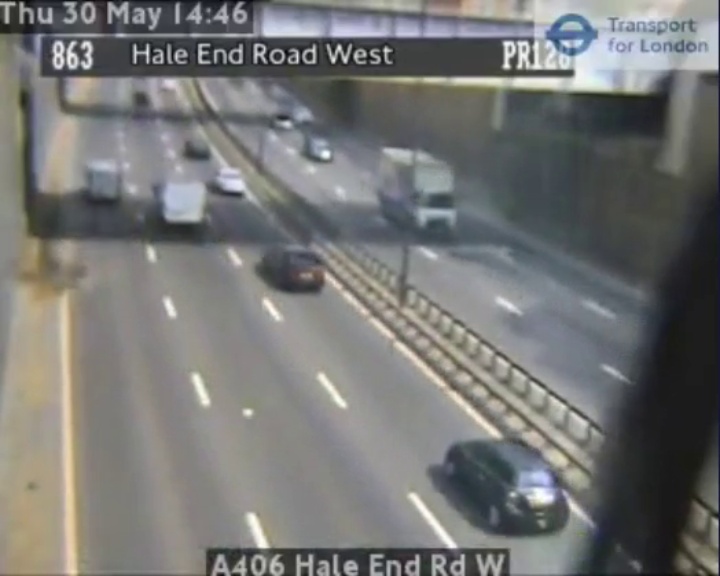 Thu 30 May 14:46
Transport
for London
863 Hale End Road West
A406 Hale End Rd W